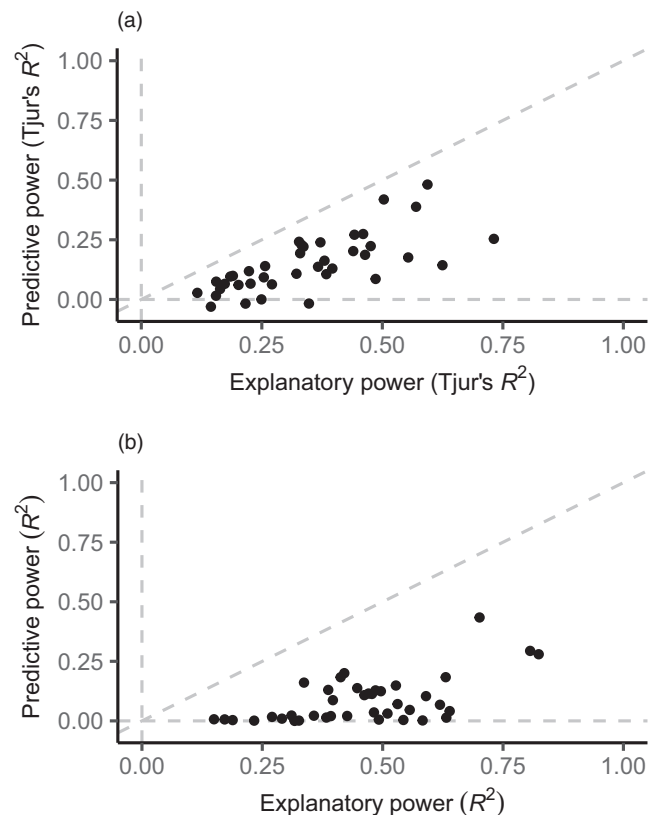 (a)
1.00
0.75
0.50
0.25
0.00
Predictive power (Tjur's R²)
0.00 0.25 0.50 0.75 1.00
Explanatory power (Tjur's R²)
(b)
1.00
0.75
0.50
0.25
0.00
Predictive power (R²)
0.00 0.25 0.50 0.75 1.00
Explanatory power (R²)